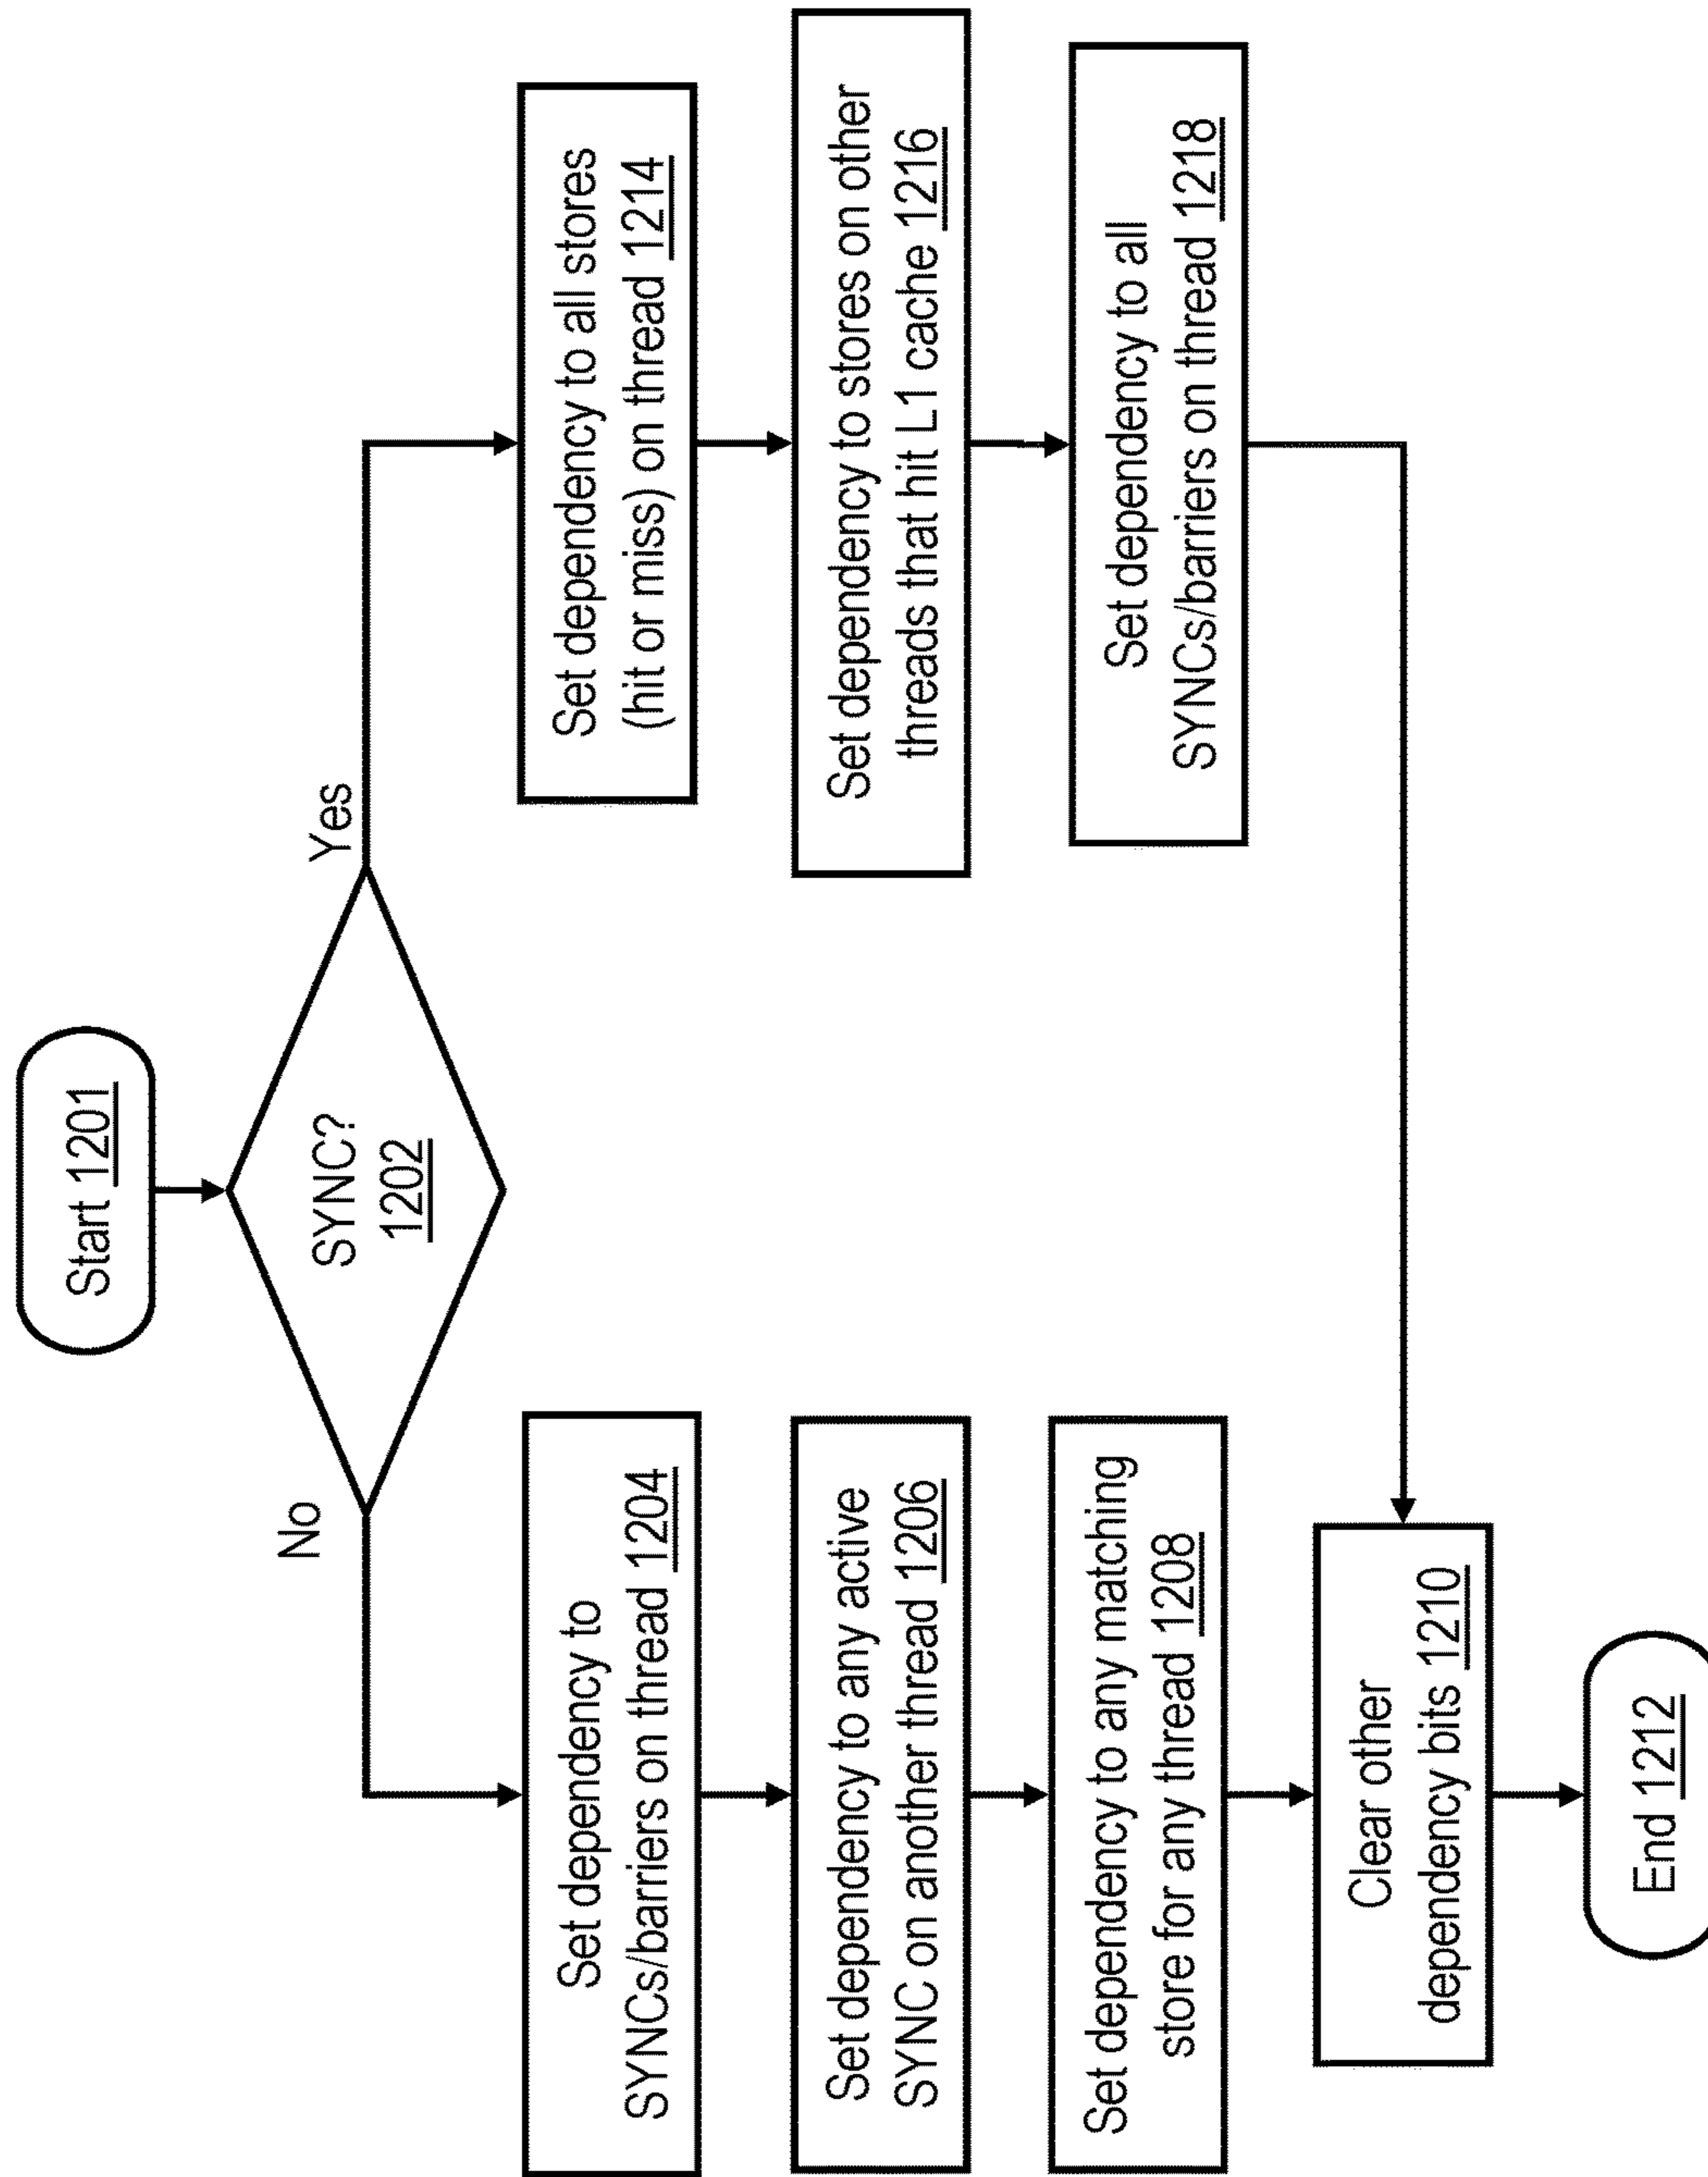 Start 1201
SYNC?
1202
No
Yes
Set dependency to
SYNCs/barriers on thread 1204
Set dependency to any active
SYNC on another thread 1206
Set dependency to any matching
store for any thread 1208
Clear other
dependency bits 1210
End 1212
Set dependency to all stores
(hit or miss) on thread 1214
Set dependency to stores on other
threads that hit L1 cache 1216
Set dependency to all
SYNCs/barriers on thread 1218